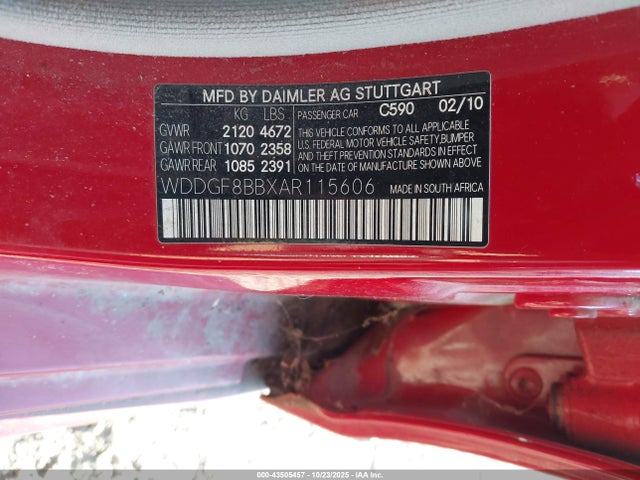 MFD BY DAIMLER AG STUTTGART
KG LBS PASSENGER CAR C590 02/10
GVWR 2120 4672
GAWR FRONT 1070 2358
GAWR REAR 1085 2391
THIS VEHICLE CONFORMS TO ALL APPLICABLE
U.S. FEDERAL MOTOR VEHICLE SAFETY,BUMPER
AND THEFT PREVENTION STANDARDS IN EFFECT
ON THE DATE OF MANUFACTURE SHOWN ABOVE.
WDDGF8BBXAR115606 MADE IN SOUTH AFRICA
000-43505457 - 10/23/2025 - IAAI.COM